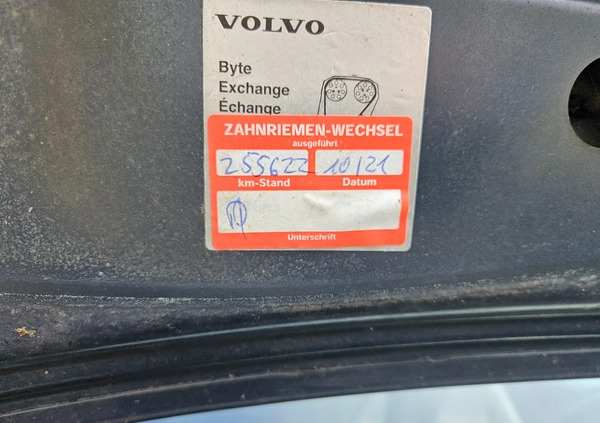 VOLVO
Byte
Exchange
Échange
ZAHNRIEMEN-WECHSEL
ausgeführt
255622 10/21
km-Stand Datum
Unterschrift